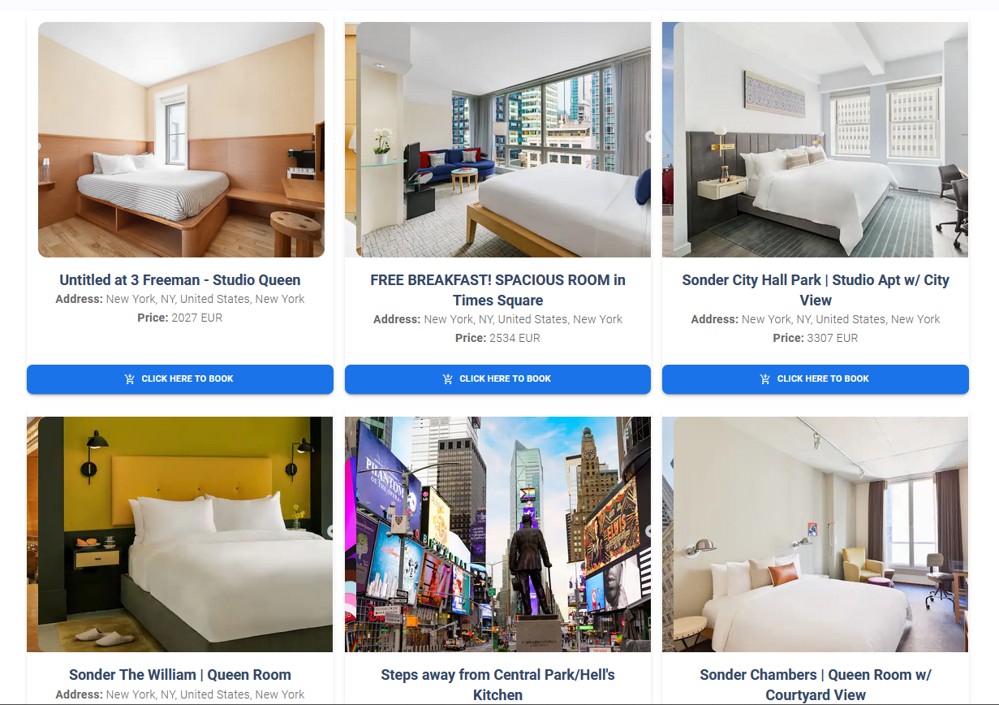 Untitled at 3 Freeman - Studio Queen
Address: New York, NY, United States, New York
Price: 2027 EUR
CLICK HERE TO BOOK
FREE BREAKFAST! SPACIOUS ROOM in
Times Square
Address: New York, NY, United States, New York
Price: 2534 EUR
CLICK HERE TO BOOK
Sonder City Hall Park | Studio Apt w/ City
View
Address: New York, NY, United States, New York
Price: 3307 EUR
CLICK HERE TO BOOK
Sonder The William | Queen Room
Address: New York, NY, United States, New York
PHANTOM
OF THE OPERA
LG
ELVIS
Steps away from Central Park/Hell's
Kitchen
Sonder Chambers | Queen Room w/
Courtyard View